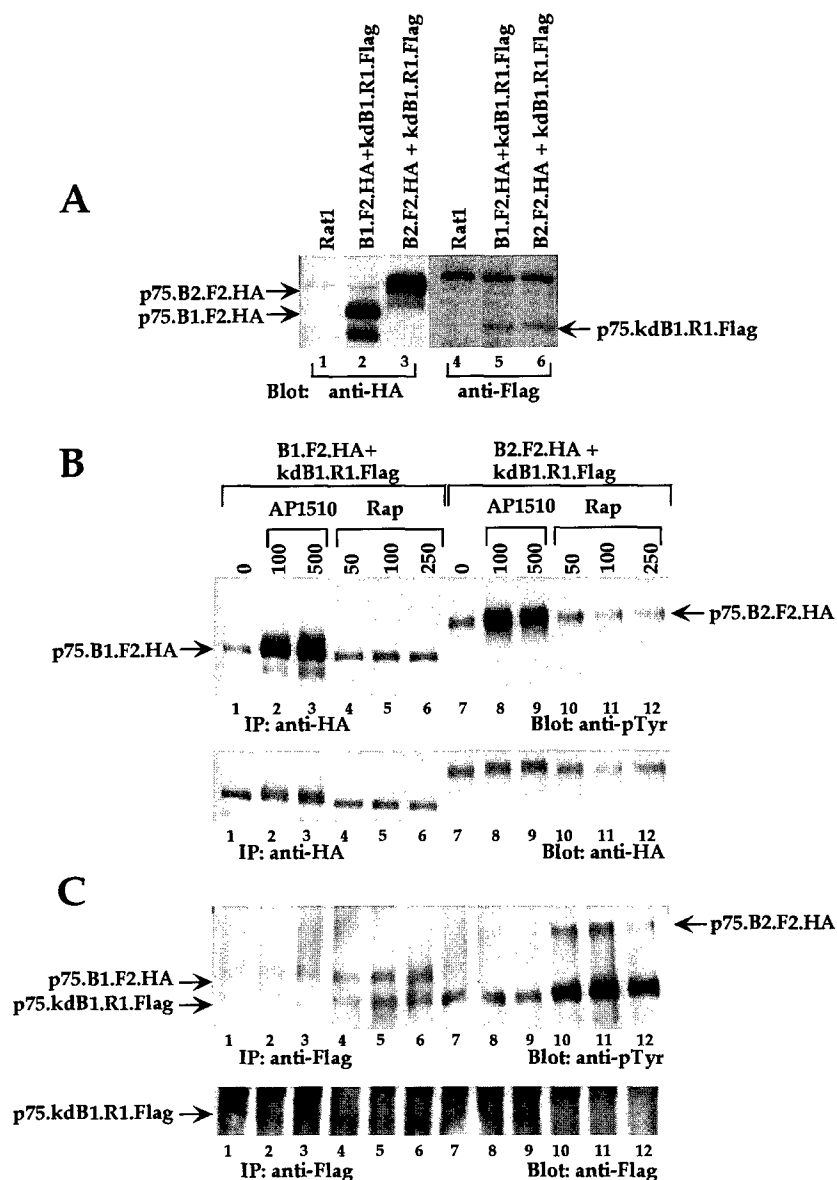 A
Rat1
B1.F2.HA+kdB1.R1.Flag
B2.F2.HA + kdB1.R1.Flag
Rat1
B1.F2.HA+kdB1.R1.Flag
B2.F2.HA + kdB1.R1.Flag
p75.B2.F2.HA
p75.B1.F2.HA
p75.kdB1.R1.Flag
1 2 3 4 5 6
Blot: anti-HA anti-Flag
B
B1.F2.HA+ B2.F2.HA +
kdB1.R1.Flag kdB1.R1.Flag
AP1510 Rap AP1510 Rap
0 100 500 50 100 250 0 100 500 50 100 250
p75.B2.F2.HA
p75.B1.F2.HA
1 2 3 4 5 6 7 8 9 10 11 12
IP: anti-HA Blot: anti-pTyr
1 2 3 4 5 6 7 8 9 10 11 12
IP: anti-HA Blot: anti-HA
C
p75.B2.F2.HA
p75.B1.F2.HA
p75.kdB1.R1.Flag
1 2 3 4 5 6 7 8 9 10 11 12
IP: anti-Flag Blot: anti-pTyr
p75.kdB1.R1.Flag
1 2 3 4 5 6 7 8 9 10 11 12
IP: anti-Flag Blot: anti-Flag